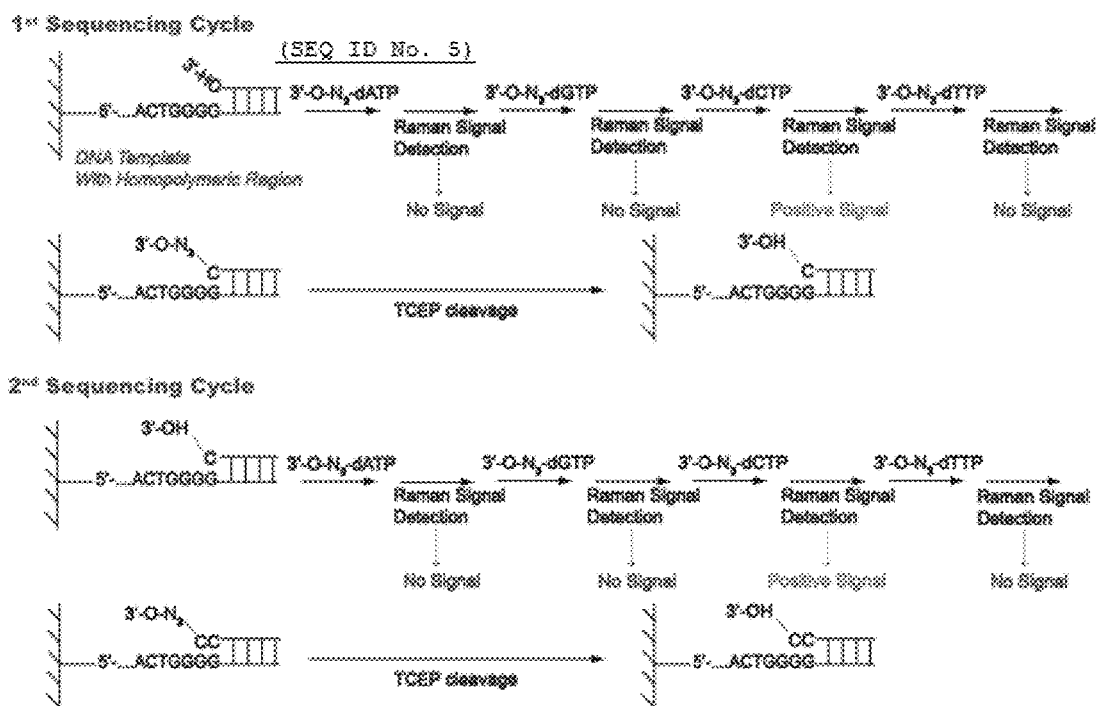 1st Sequencing Cycle
(SEQ ID No. 5)
3'-HO
3'-O-N3-dATP
3'-O-N3-dGTP
3'-O-N3-dCTP
3'-O-N3-dTTP
5'-...ACTGGGG
Raman Signal Detection
Raman Signal Detection
Raman Signal Detection
Raman Signal Detection
DNA Template
With Homopolymeric Region
No Signal
No Signal
Positive Signal
No Signal
3'-O-N3
C
5'-...ACTGGGG
TCEP cleavage
3'-OH
C
5'-...ACTGGGG
2nd Sequencing Cycle
3'-OH
C
3'-O-N3-dATP
3'-O-N3-dGTP
3'-O-N3-dCTP
3'-O-N3-dTTP
5'-...ACTGGGG
Raman Signal Detection
Raman Signal Detection
Raman Signal Detection
Raman Signal Detection
No Signal
No Signal
Positive Signal
No Signal
3'-O-N3
CC
5'-...ACTGGGG
TCEP cleavage
3'-OH
CC
5'-...ACTGGGG